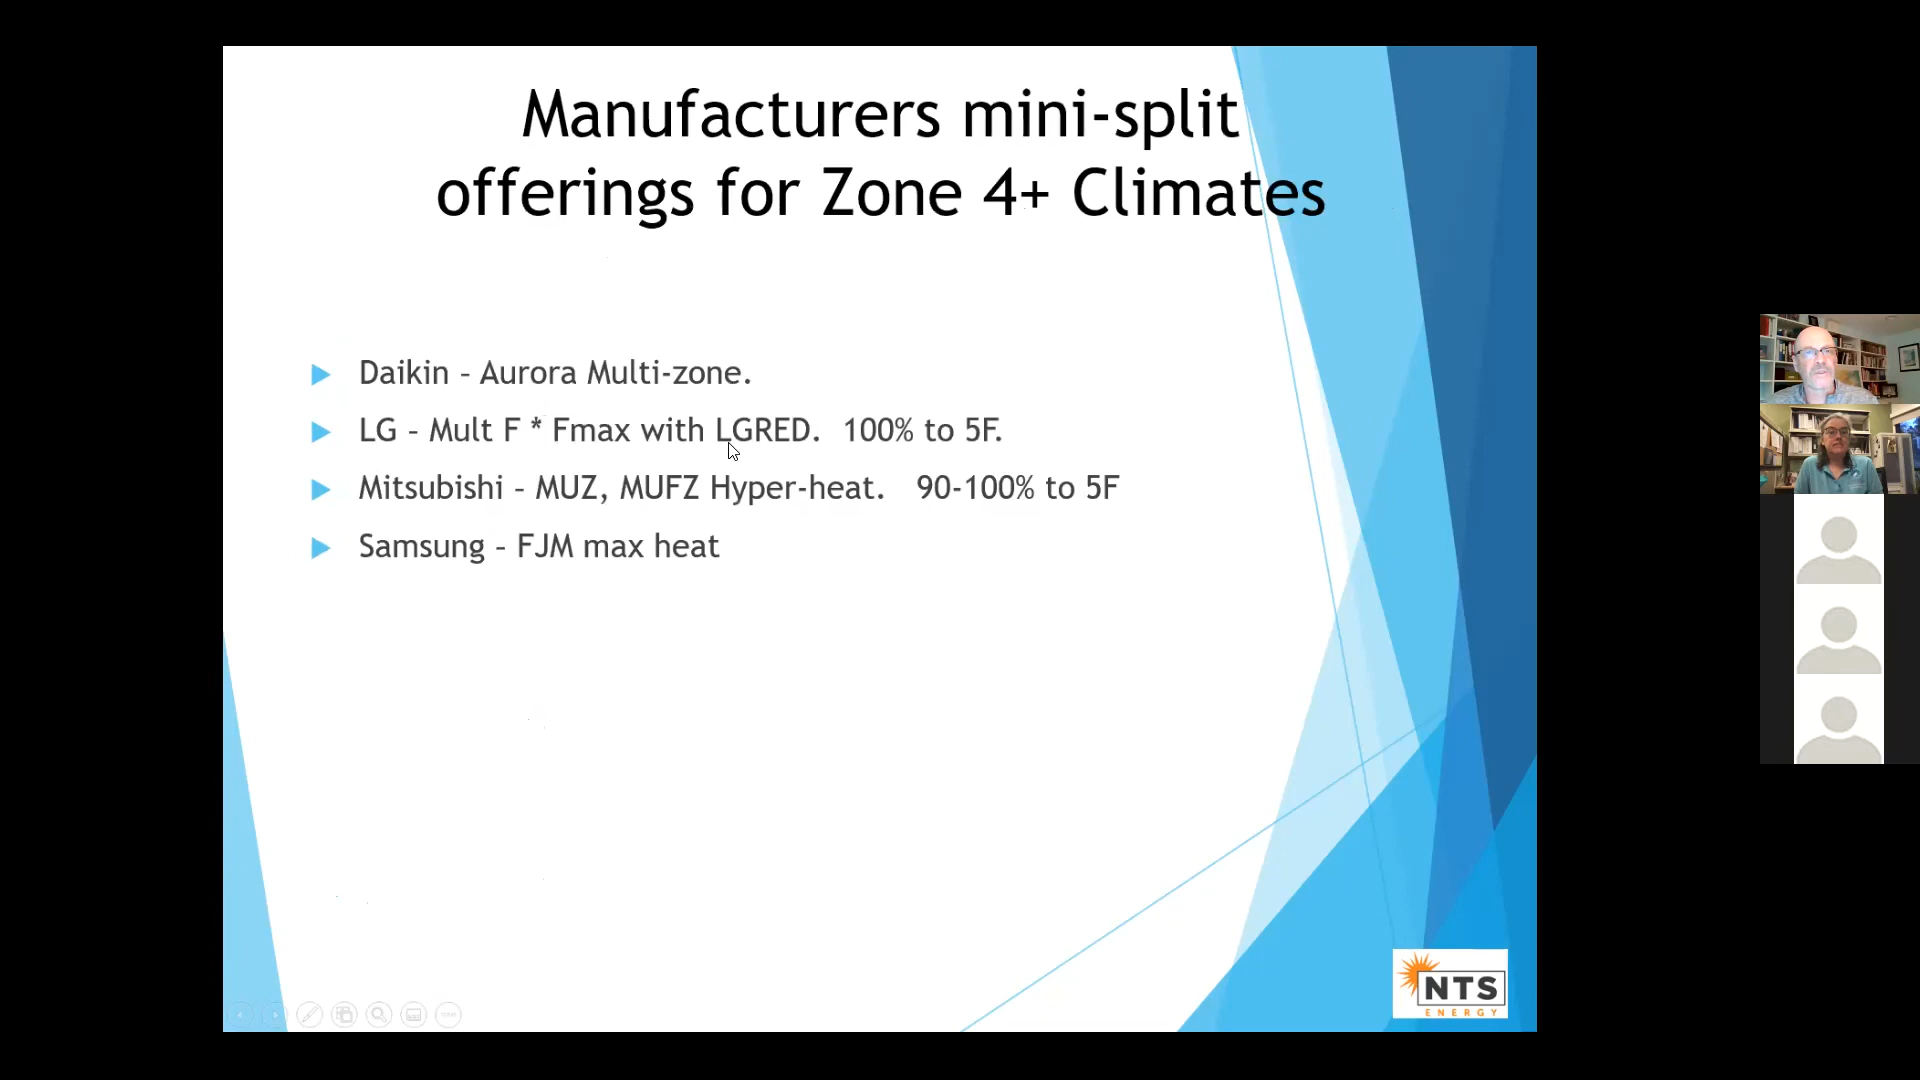 Manufacturers mini-split
offerings for Zone 4+ Climates
Daikin – Aurora Multi-zone.
LG – Mult F * Fmax with LGRED.  100% to 5F.
Mitsubishi – MUZ, MUFZ Hyper-heat.   90-100% to 5F
Samsung – FJM max heat
NTS
ENERGY